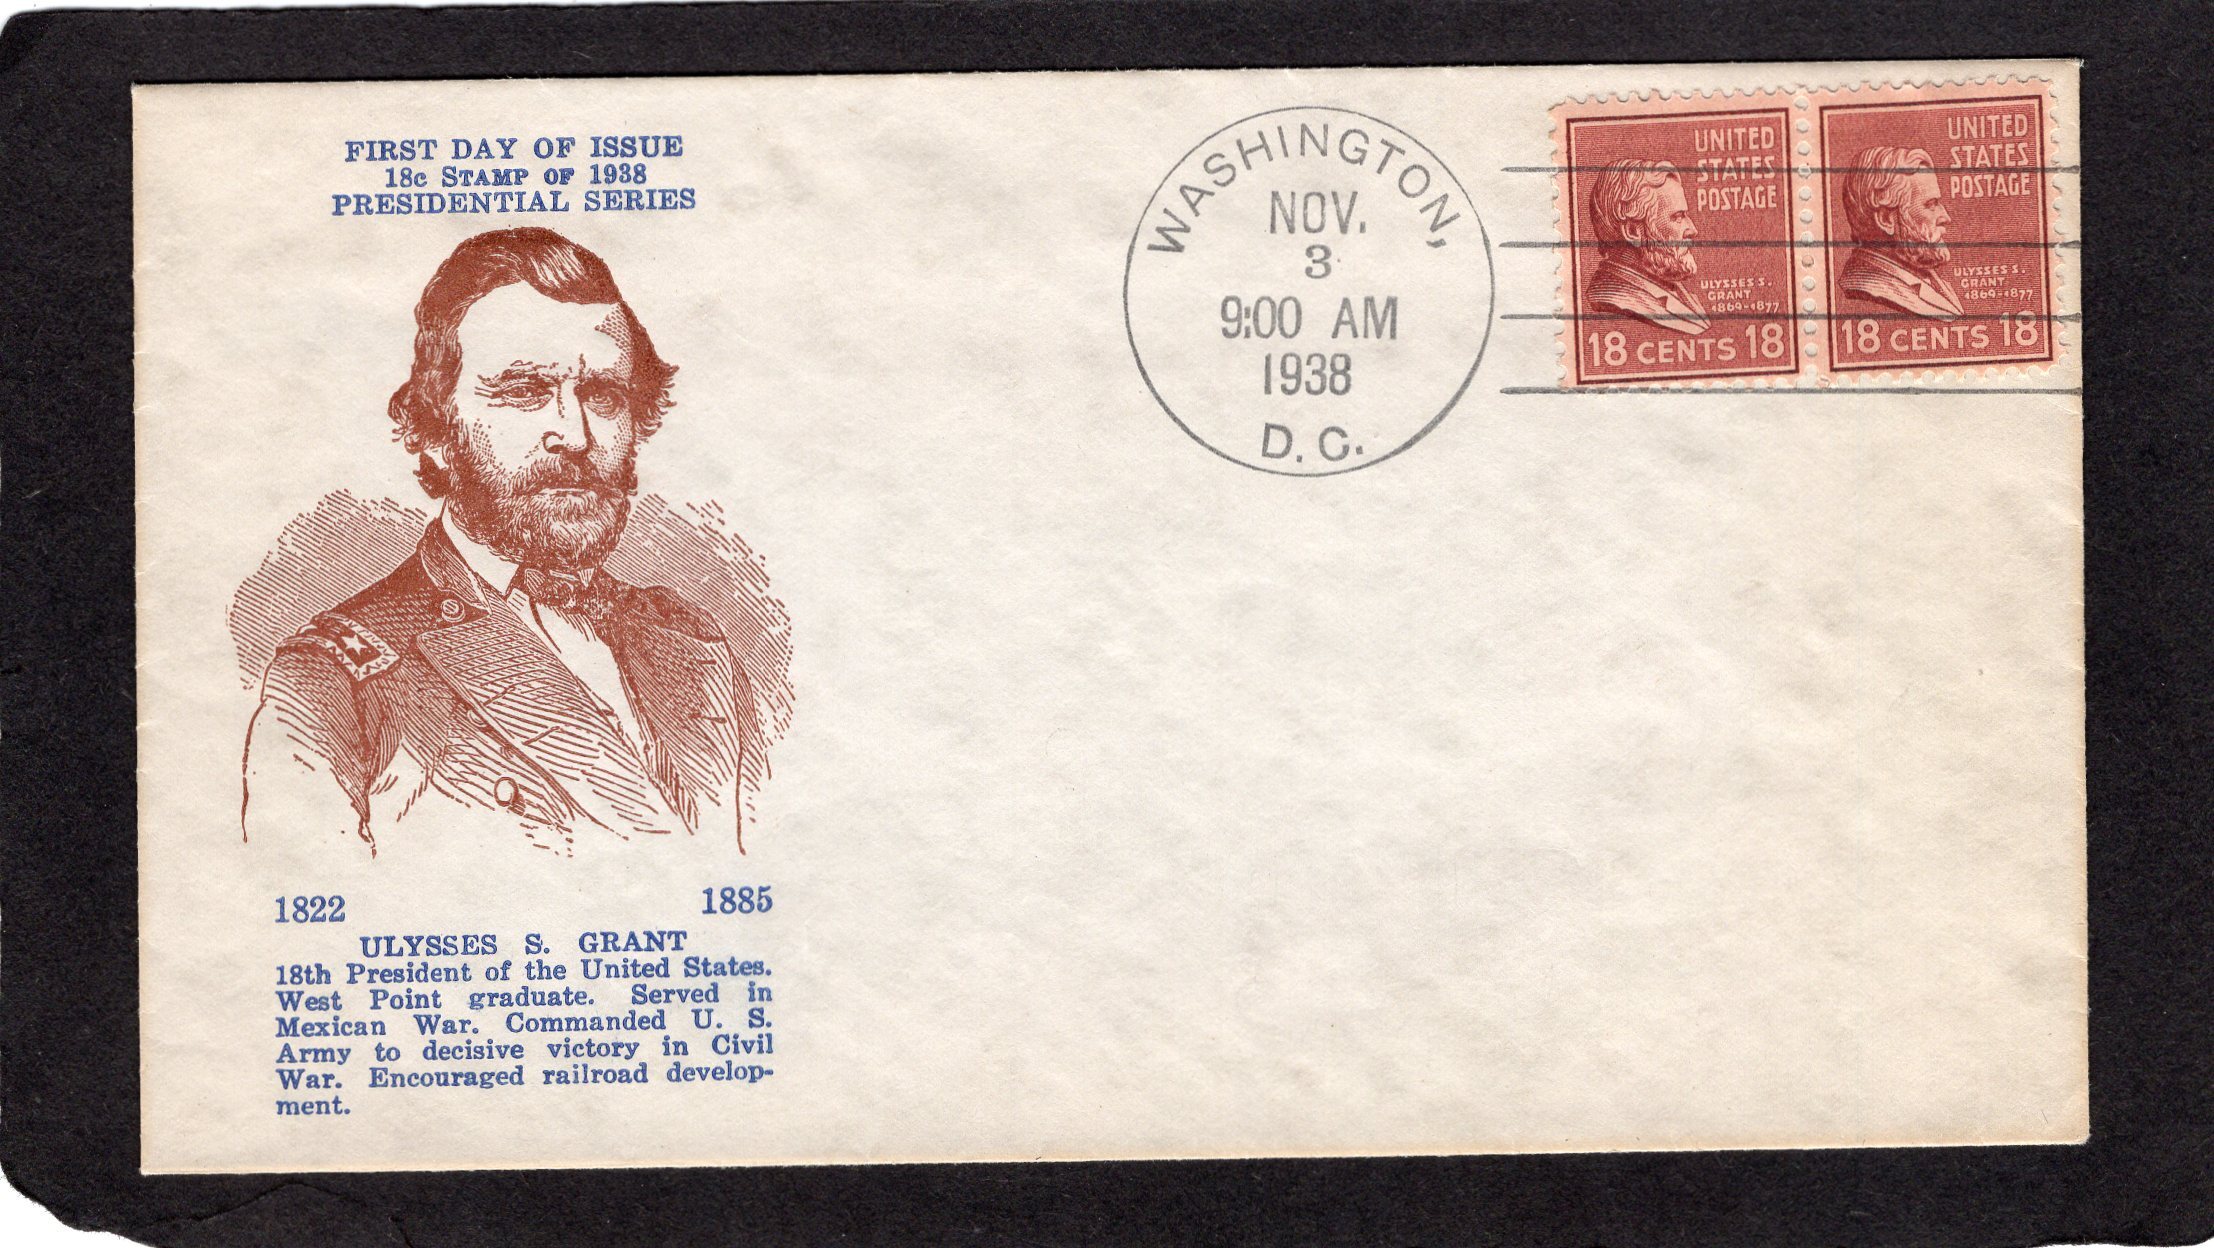 FIRST DAY OF ISSUE
18c STAMP OF 1938
PRESIDENTIAL SERIES
1822 1885
ULYSSES S. GRANT
18th President of the United States.
West Point graduate. Served in
Mexican War. Commanded U. S.
Army to decisive victory in Civil
War. Encouraged railroad develop-
ment.
WASHINGTON,
NOV.
3
9:00 AM
1938
D. C.
UNITED
STATES
POSTAGE
ULYSSES S.
GRANT
1869-1877
18 CENTS 18
UNITED
STATES
POSTAGE
ULYSSES S.
GRANT
1869-1877
18 CENTS 18